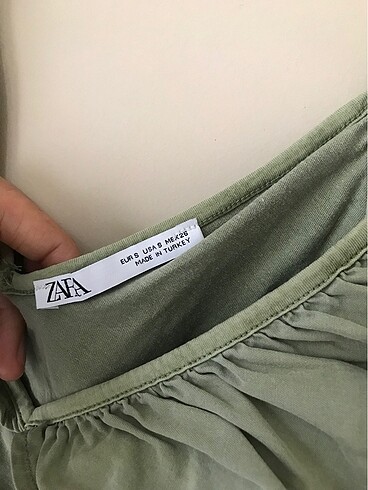 ZARA
EUR S USA S MEX 26
MADE IN TURKEY